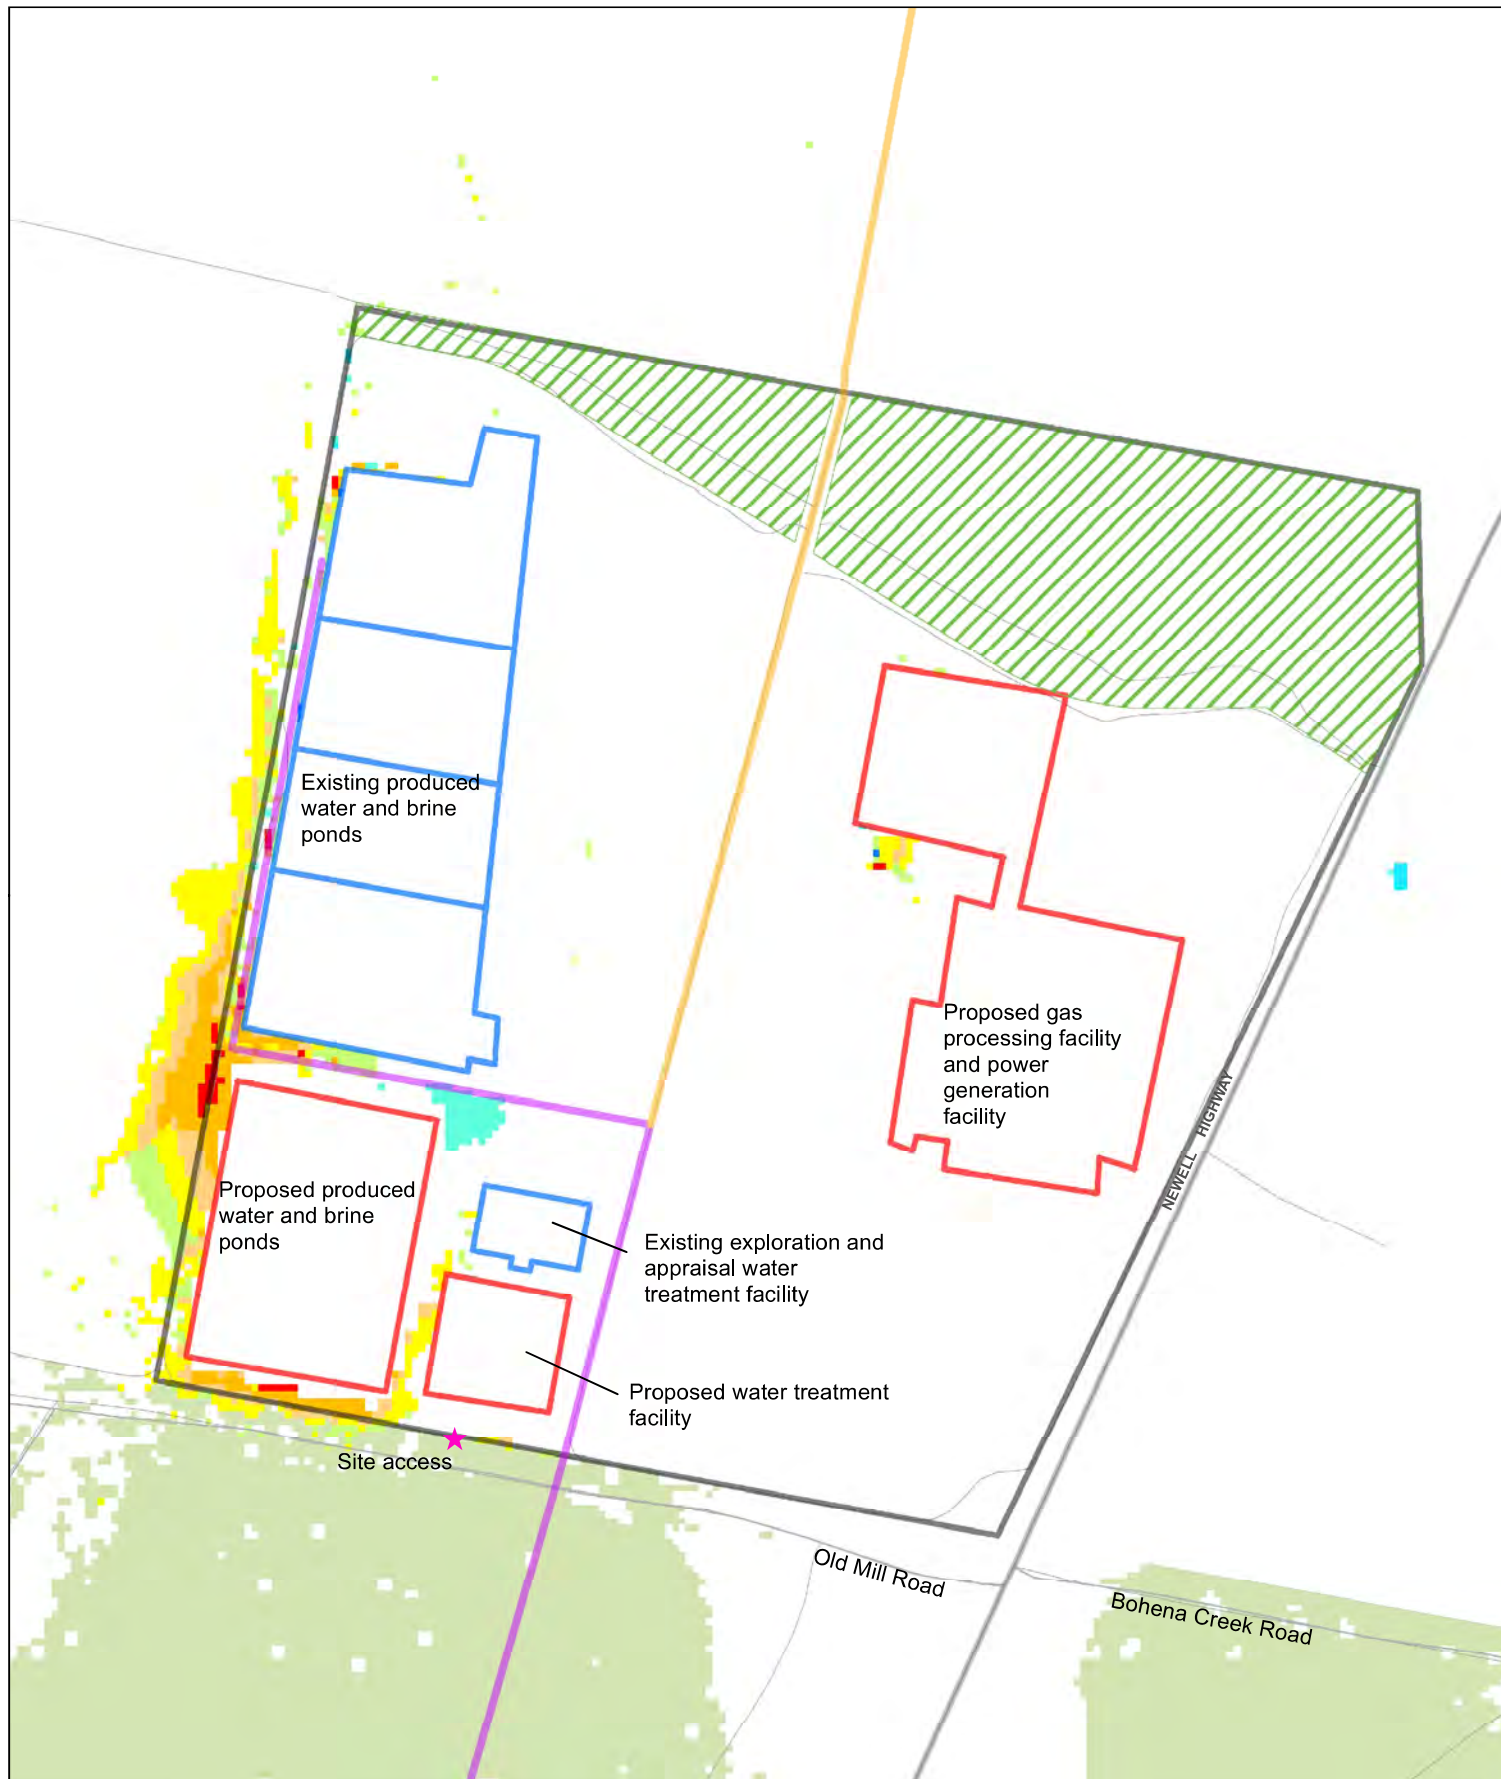 Existing produced
water and brine
ponds
Proposed gas
processing facility
and power
generation
facility
NEWELL HIGHWAY
Proposed produced
water and brine
ponds
Existing exploration and
appraisal water
treatment facility
Proposed water treatment
facility
Site access
Old Mill Road
Bohena Creek Road